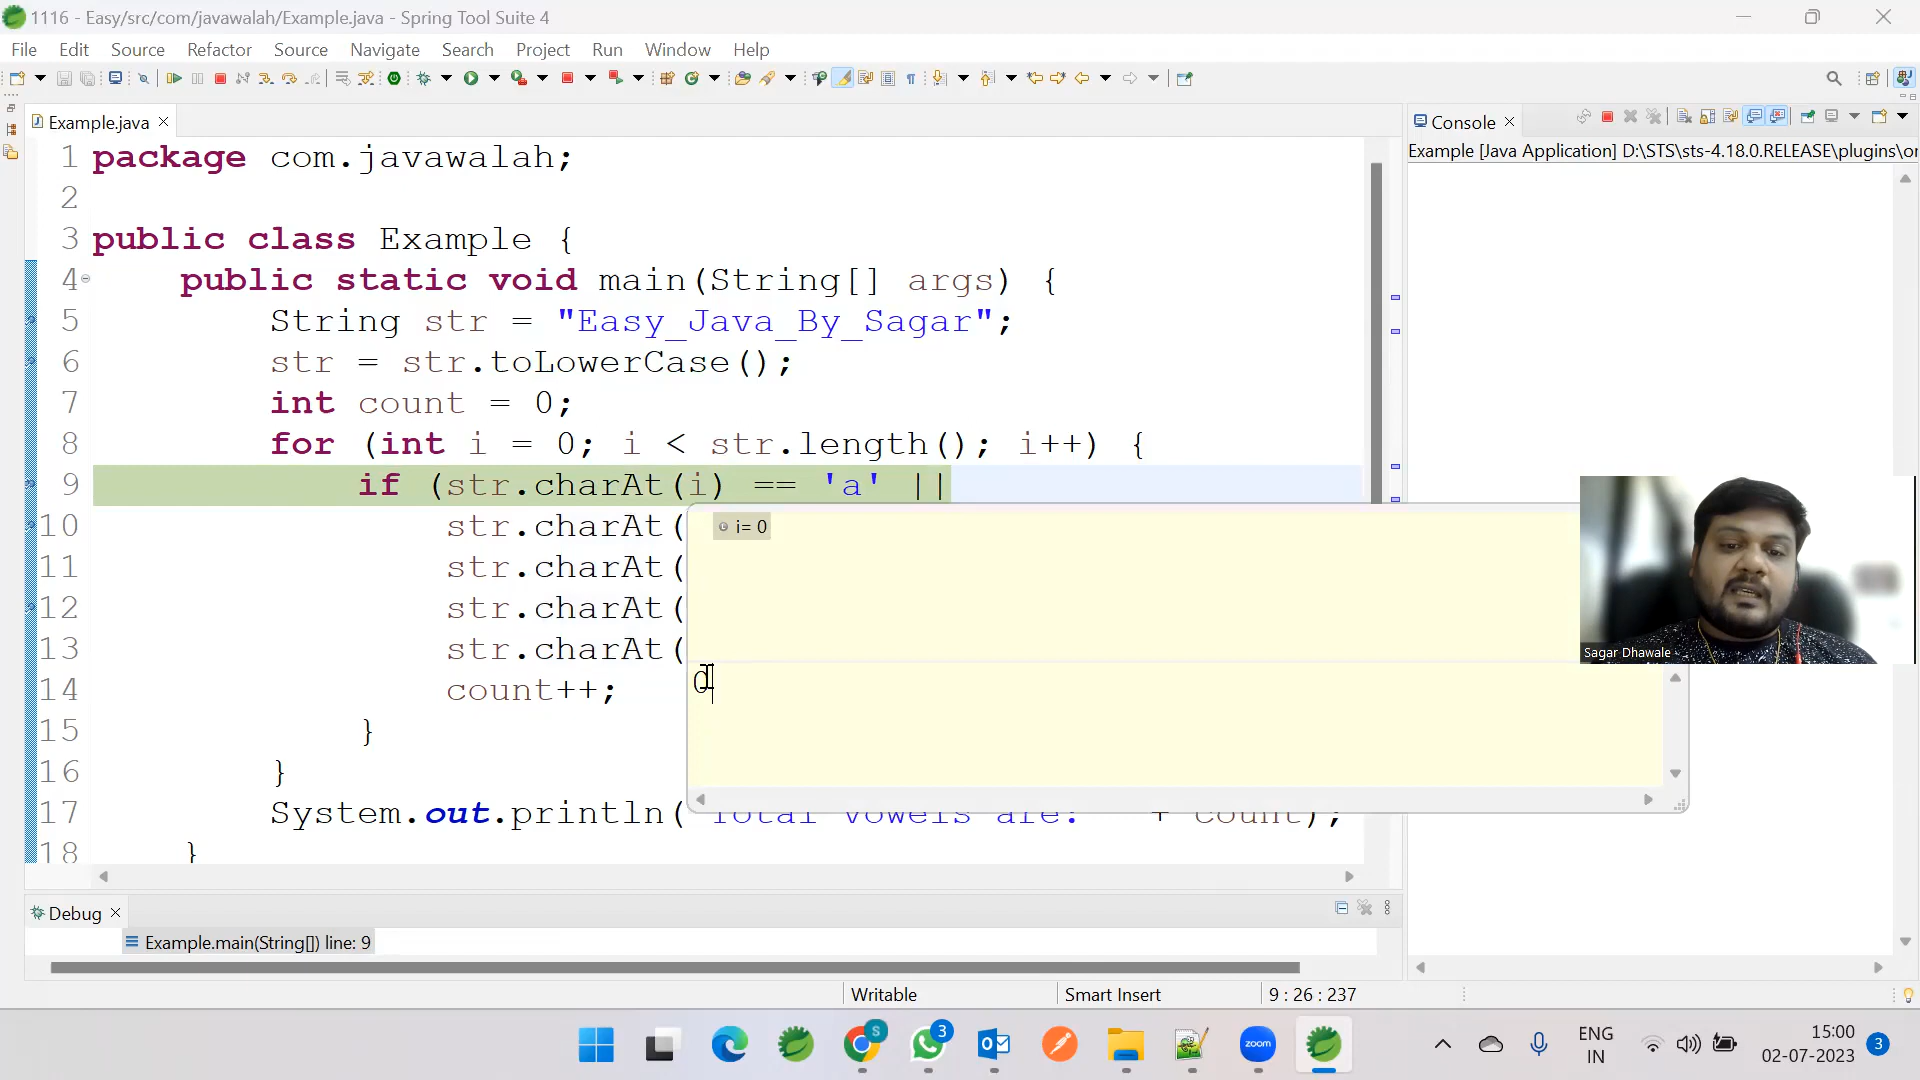 1116 - Easy/src/com/javawalah/Example.java - Spring Tool Suite 4
File Edit Source Refactor Source Navigate Search Project Run Window Help
Example.java
Console
Example [Java Application] D:\STS\sts-4.18.0.RELEASE\plugins\or
1 package com.javawalah;
2
3 public class Example {
4 public static void main(String[] args) {
5 String str = "Easy_Java_By_Sagar";
6 str = str.toLowerCase();
7 int count = 0;
8 for (int i = 0; i < str.length(); i++) {
9 if (str.charAt(i) == 'a' ||
10 str.charAt(
11 str.charAt(
12 str.charAt(
13 str.charAt(
14 count++;
15 }
16 }
17 System.out.println( Total vowels are: + count);
18 }
i= 0
0
Sagar Dhawale
Debug
Example.main(String[]) line: 9
Writable Smart Insert 9 : 26 : 237
S
3
zoom
ENG
IN
15:00
02-07-2023
3